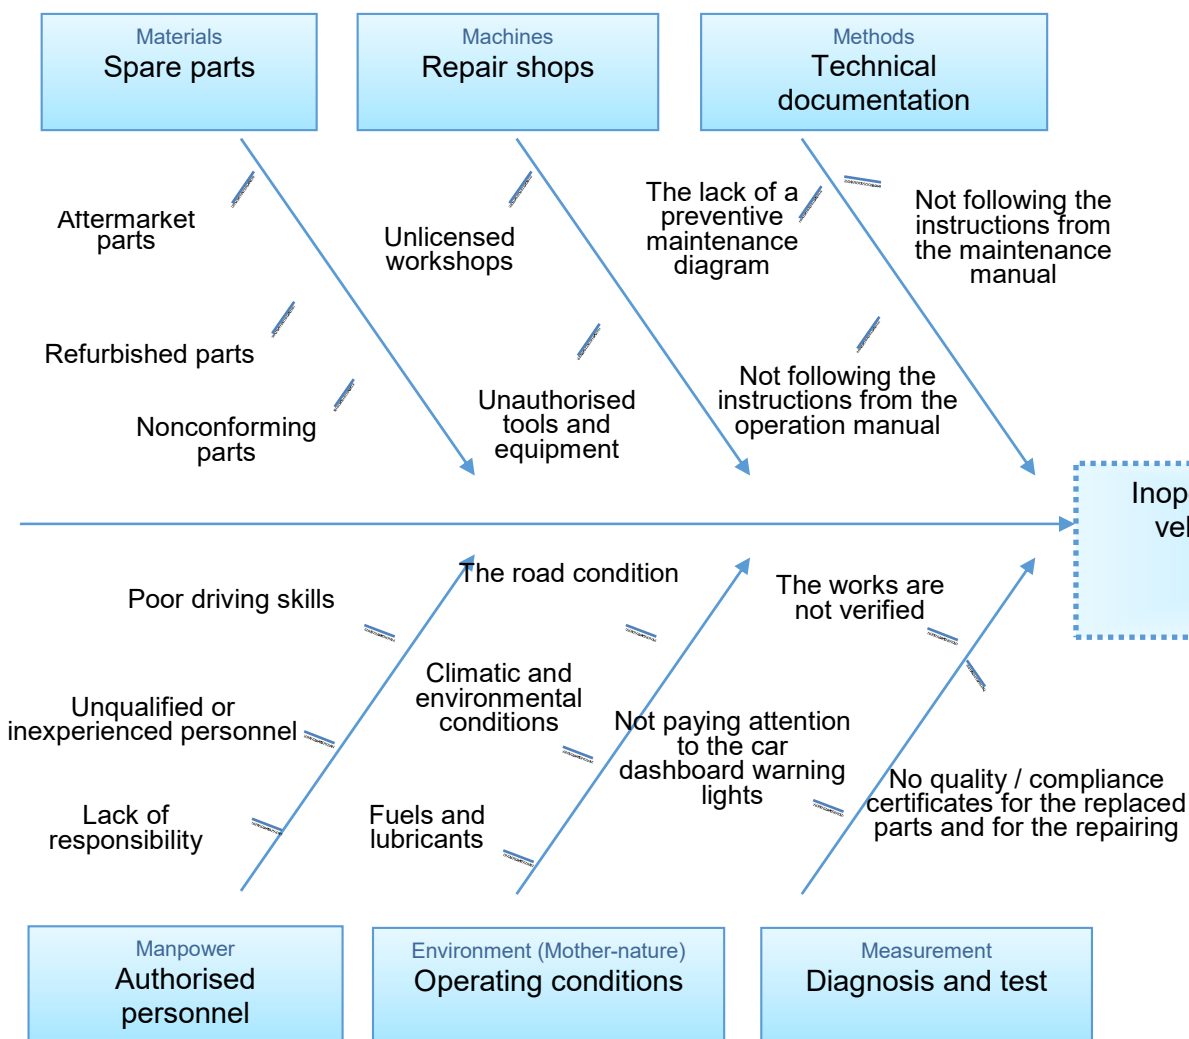 Materials
Spare parts
Machines
Repair shops
Methods
Technical
documentation
Aftermarket
parts
Refurbished parts
Nonconforming
parts
Unlicensed
workshops
Unauthorised
tools and
equipment
The lack of a
preventive
maintenance
diagram
Not following the
instructions from
the maintenance
manual
Not following the
instructions from the
operation manual
Poor driving skills
Unqualified or
inexperienced personnel
Lack of
responsibility
The road condition
Climatic and
environmental
conditions
Fuels and
lubricants
The works are
not verified
Not paying attention
to the car
dashboard warning
lights
No quality / compliance
certificates for the replaced
parts and for the repairing
Manpower
Authorised
personnel
Environment (Mother-nature)
Operating conditions
Measurement
Diagnosis and test